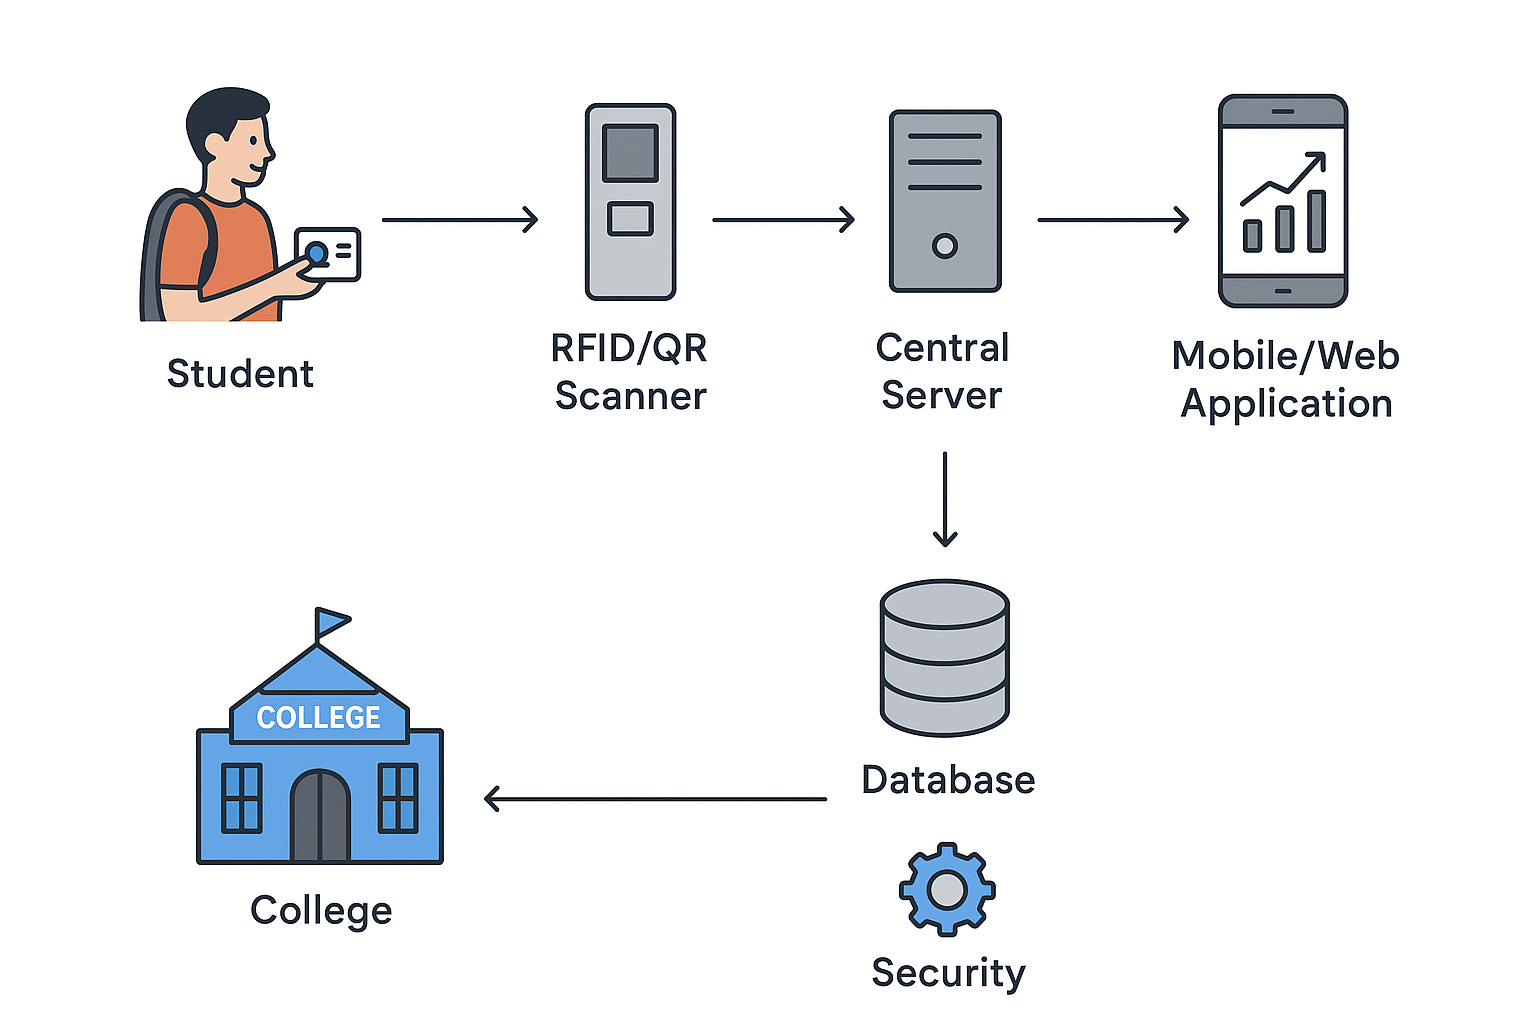 Student
RFID/QR
Scanner
Central
Server
Mobile/Web
Application
COLLEGE
College
Database
Security